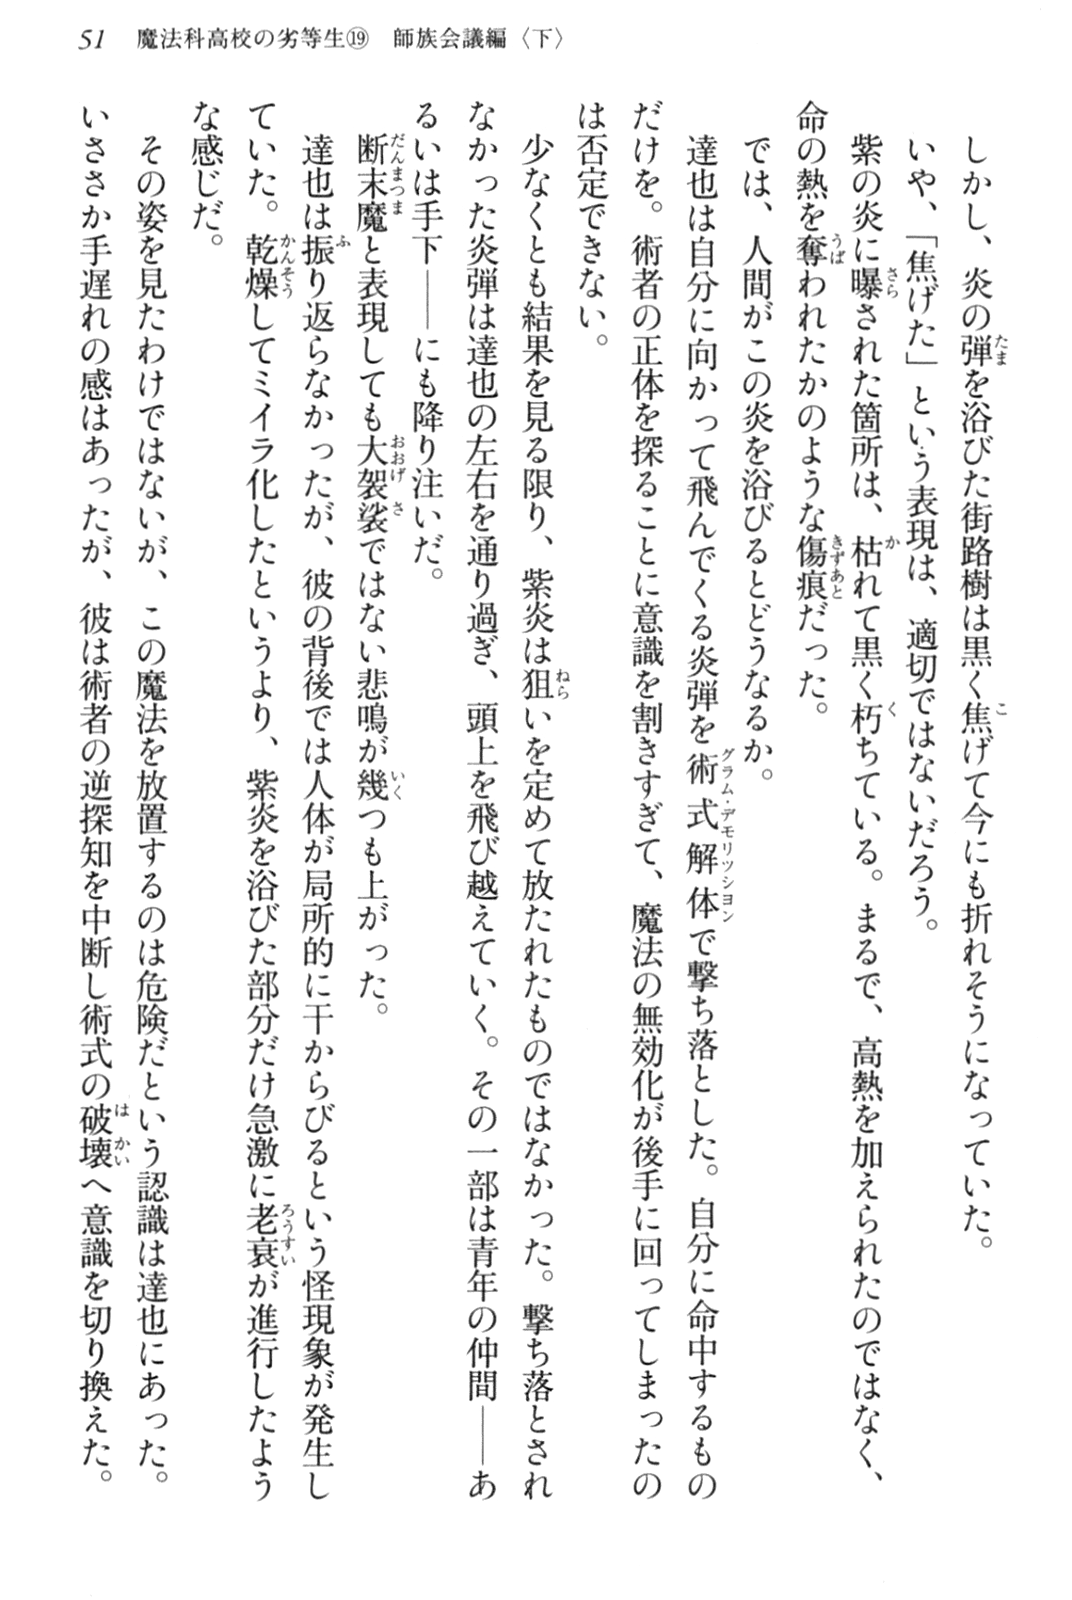 51　魔法科高校の劣等生⑲　師族会議編〈下〉
　しかし、炎の弾を浴びた街路樹は黒く焦げて今にも折れそうになっていた。
　いや、「焦げた」という表現は、適切ではないだろう。
　紫の炎に曝された箇所は、枯れて黒く朽ちている。まるで、高熱を加えられたのではなく、
命の熱を奪われたかのような傷痕だった。
　では、人間がこの炎を浴びるとどうなるか。
　達也は自分に向かって飛んでくる炎弾を術式解体で撃ち落とした。自分に命中するもの
だけを。術者の正体を探ることに意識を割きすぎて、魔法の無効化が後手に回ってしまったの
は否定できない。
　少なくとも結果を見る限り、紫炎は狙いを定めて放たれたものではなかった。撃ち落とされ
なかった炎弾は達也の左右を通り過ぎ、頭上を飛び越えていく。その一部は青年の仲間――あ
るいは手下――にも降り注いだ。
　断末魔と表現しても大袈裟ではない悲鳴が幾つも上がった。
　達也は振り返らなかったが、彼の背後では人体が局所的に干からびるという怪現象が発生し
ていた。乾燥してミイラ化したというより、紫炎を浴びた部分だけ急激に老衰が進行したよう
な感じだ。
　その姿を見たわけではないが、この魔法を放置するのは危険だという認識は達也にあった。
いささか手遅れの感はあったが、彼は術者の逆探知を中断し術式の破壊へ意識を切り換えた。